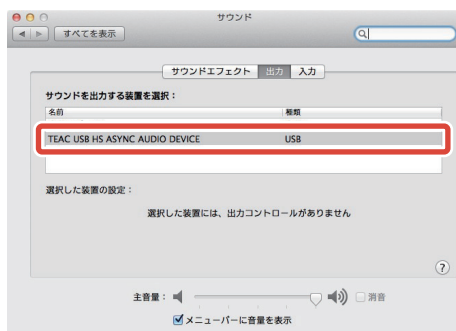 サウンド
すべてを表示
サウンドエフェクト 出力 入力
サウンドを出力する装置を選択：
名前 種類
TEAC USB HS ASYNC AUDIO DEVICE USB
選択した装置の設定：
選択した装置には、出力コントロールがありません
?
主音量： 消音
メニューバーに音量を表示